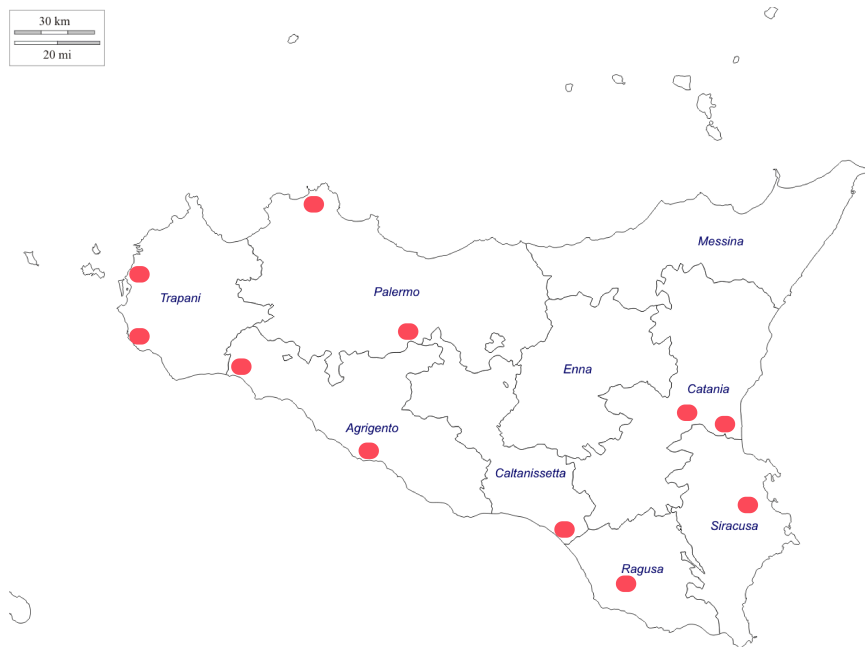 30 km
20 mi
Messina
Palermo
Trapani
Enna
Catania
Agrigento
Caltanissetta
Siracusa
Ragusa